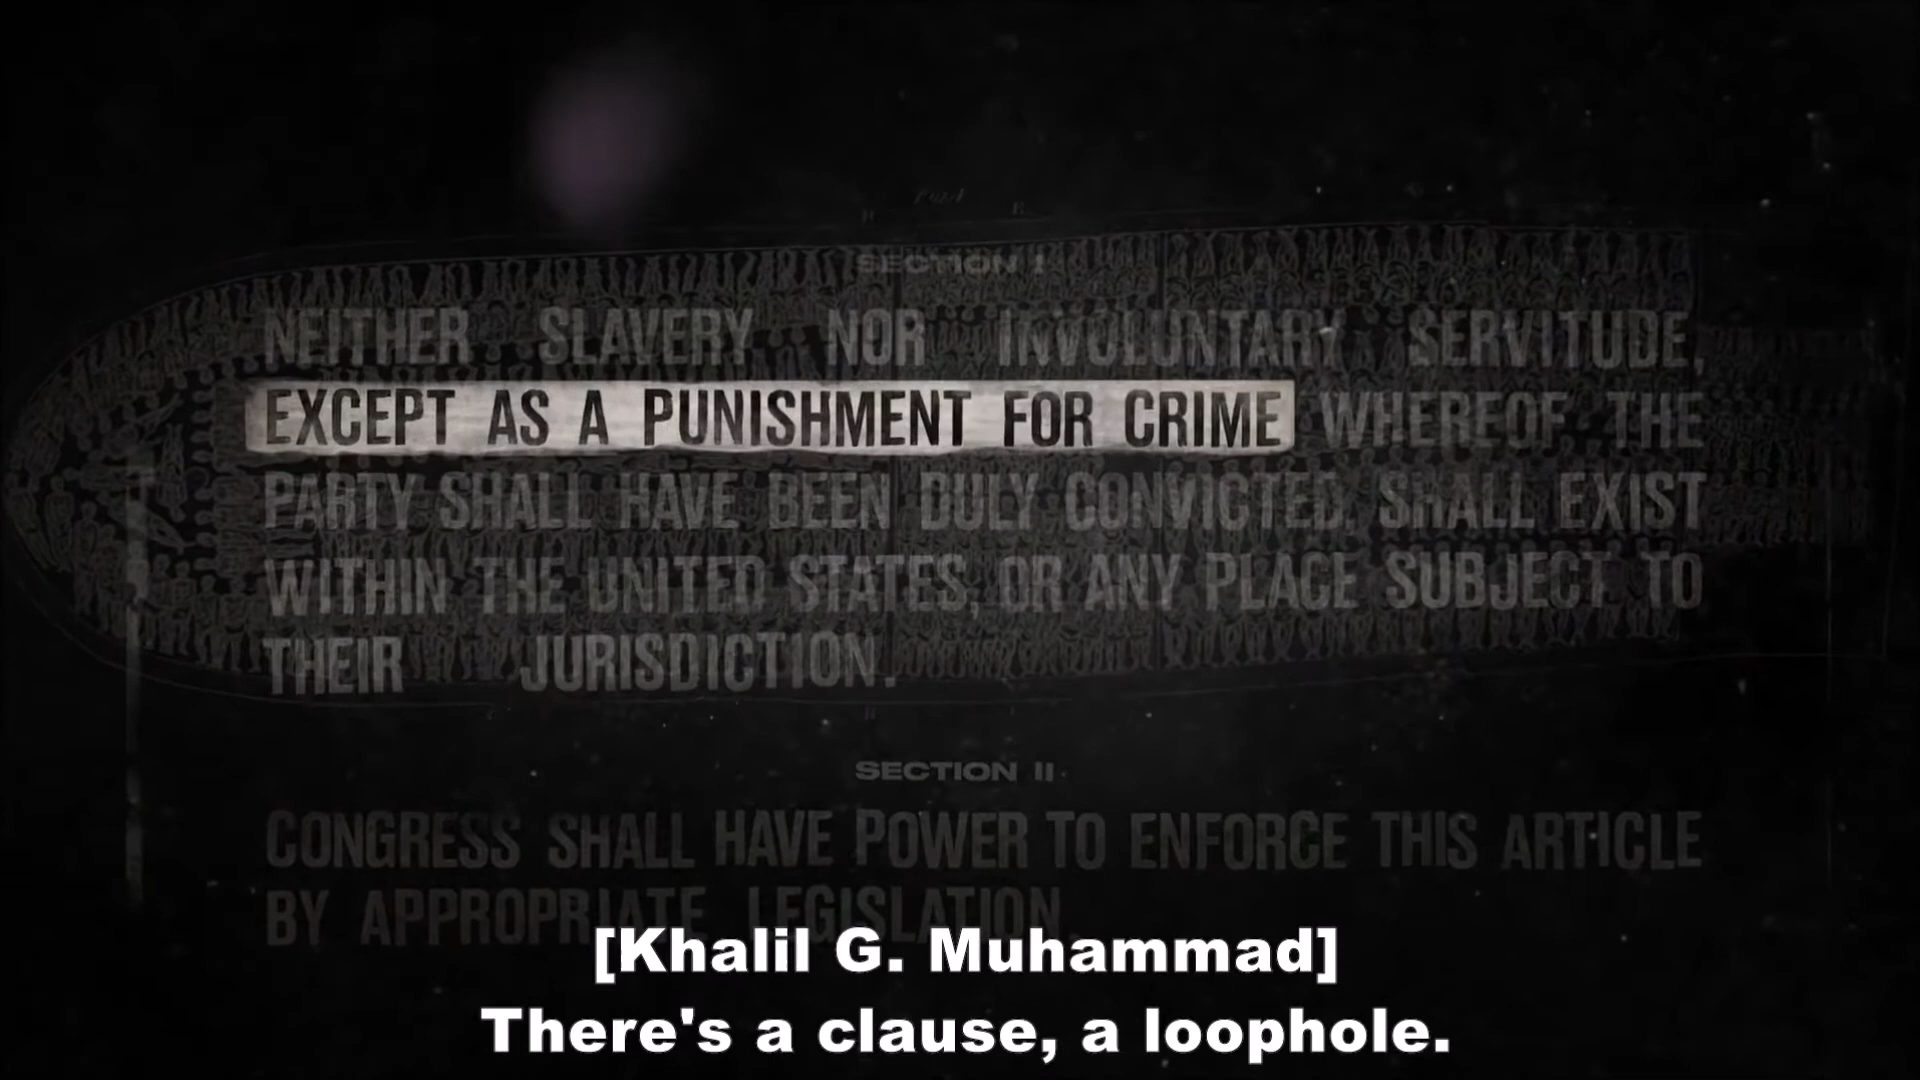 SECTION I
NEITHER SLAVERY NOR INVOLUNTARY SERVITUDE,
EXCEPT AS A PUNISHMENT FOR CRIME WHEREOF THE
PARTY SHALL HAVE BEEN DULY CONVICTED, SHALL EXIST
WITHIN THE UNITED STATES, OR ANY PLACE SUBJECT TO
THEIR JURISDICTION.
SECTION II
CONGRESS SHALL HAVE POWER TO ENFORCE THIS ARTICLE
BY APPROPRIATE LEGISLATION.
[Khalil G. Muhammad]
There's a clause, a loophole.